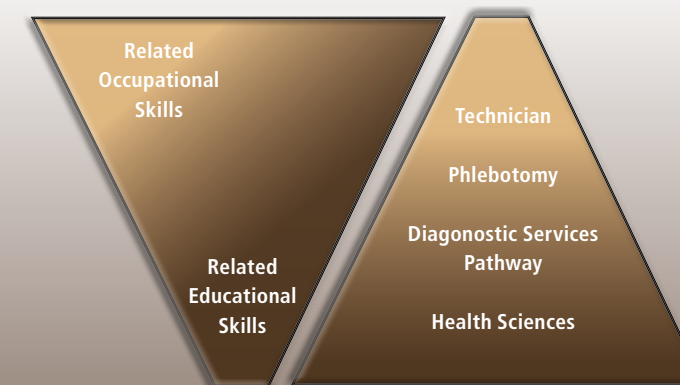 Related
Occupational
Skills
Related
Educational
Skills
Technician
Phlebotomy
Diagonostic Services
Pathway
Health Sciences